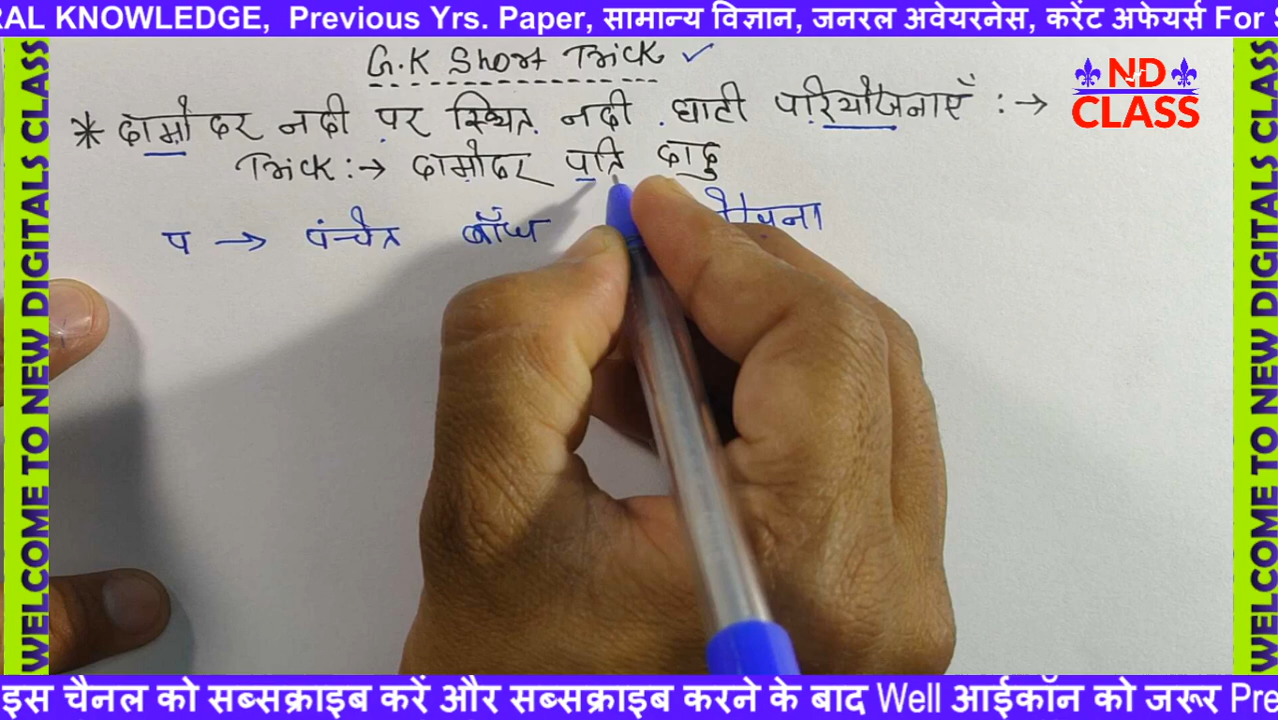 RAL KNOWLEDGE, Previous Yrs. Paper, सामान्य विज्ञान, जनरल अवेयरनेस, करेंट अफेयर्स For
G.K Short Trick ✓
ND
CLASS
* दामोदर नदी पर स्थित नदी घाटी परियोजनाएँ :→
Trick :→ दामोदर पति दादु
प → पंचेत बाँध
WELCOME TO NEW DIGITALS CLASS
WELCOME TO NEW DIGITALS CLASS
इस चैनल को सब्सक्राइब करें और सब्सक्राइब करने के बाद Well आईकॉन को जरूर Pre